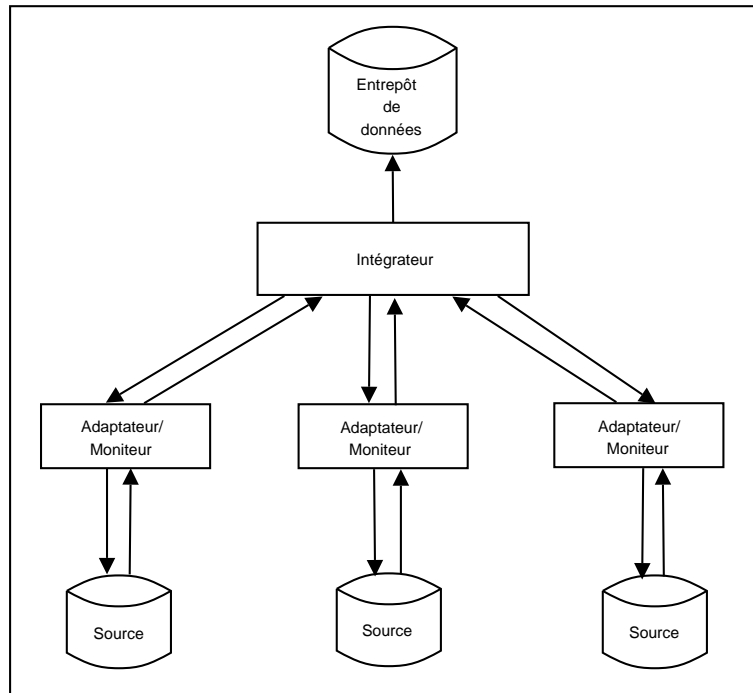 Entrepôt
de
données
Intégrateur
Adaptateur/
Moniteur
Adaptateur/
Moniteur
Adaptateur/
Moniteur
Source
Source
Source